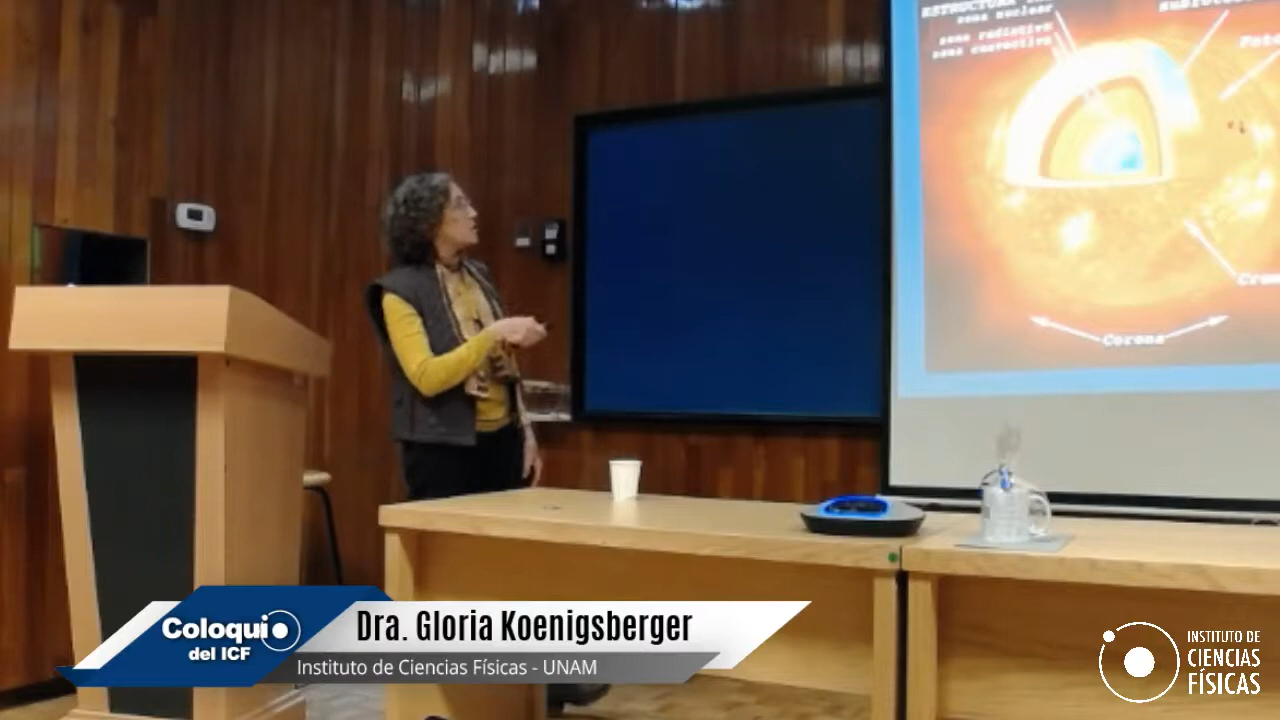 ESTRUCTURA
zona nuclear
zona radiativa
zona convectiva
Corona
Coloquio
del ICF
Dra. Gloria Koenigsberger
Instituto de Ciencias Físicas - UNAM
INSTITUTO DE
CIENCIAS
FÍSICAS